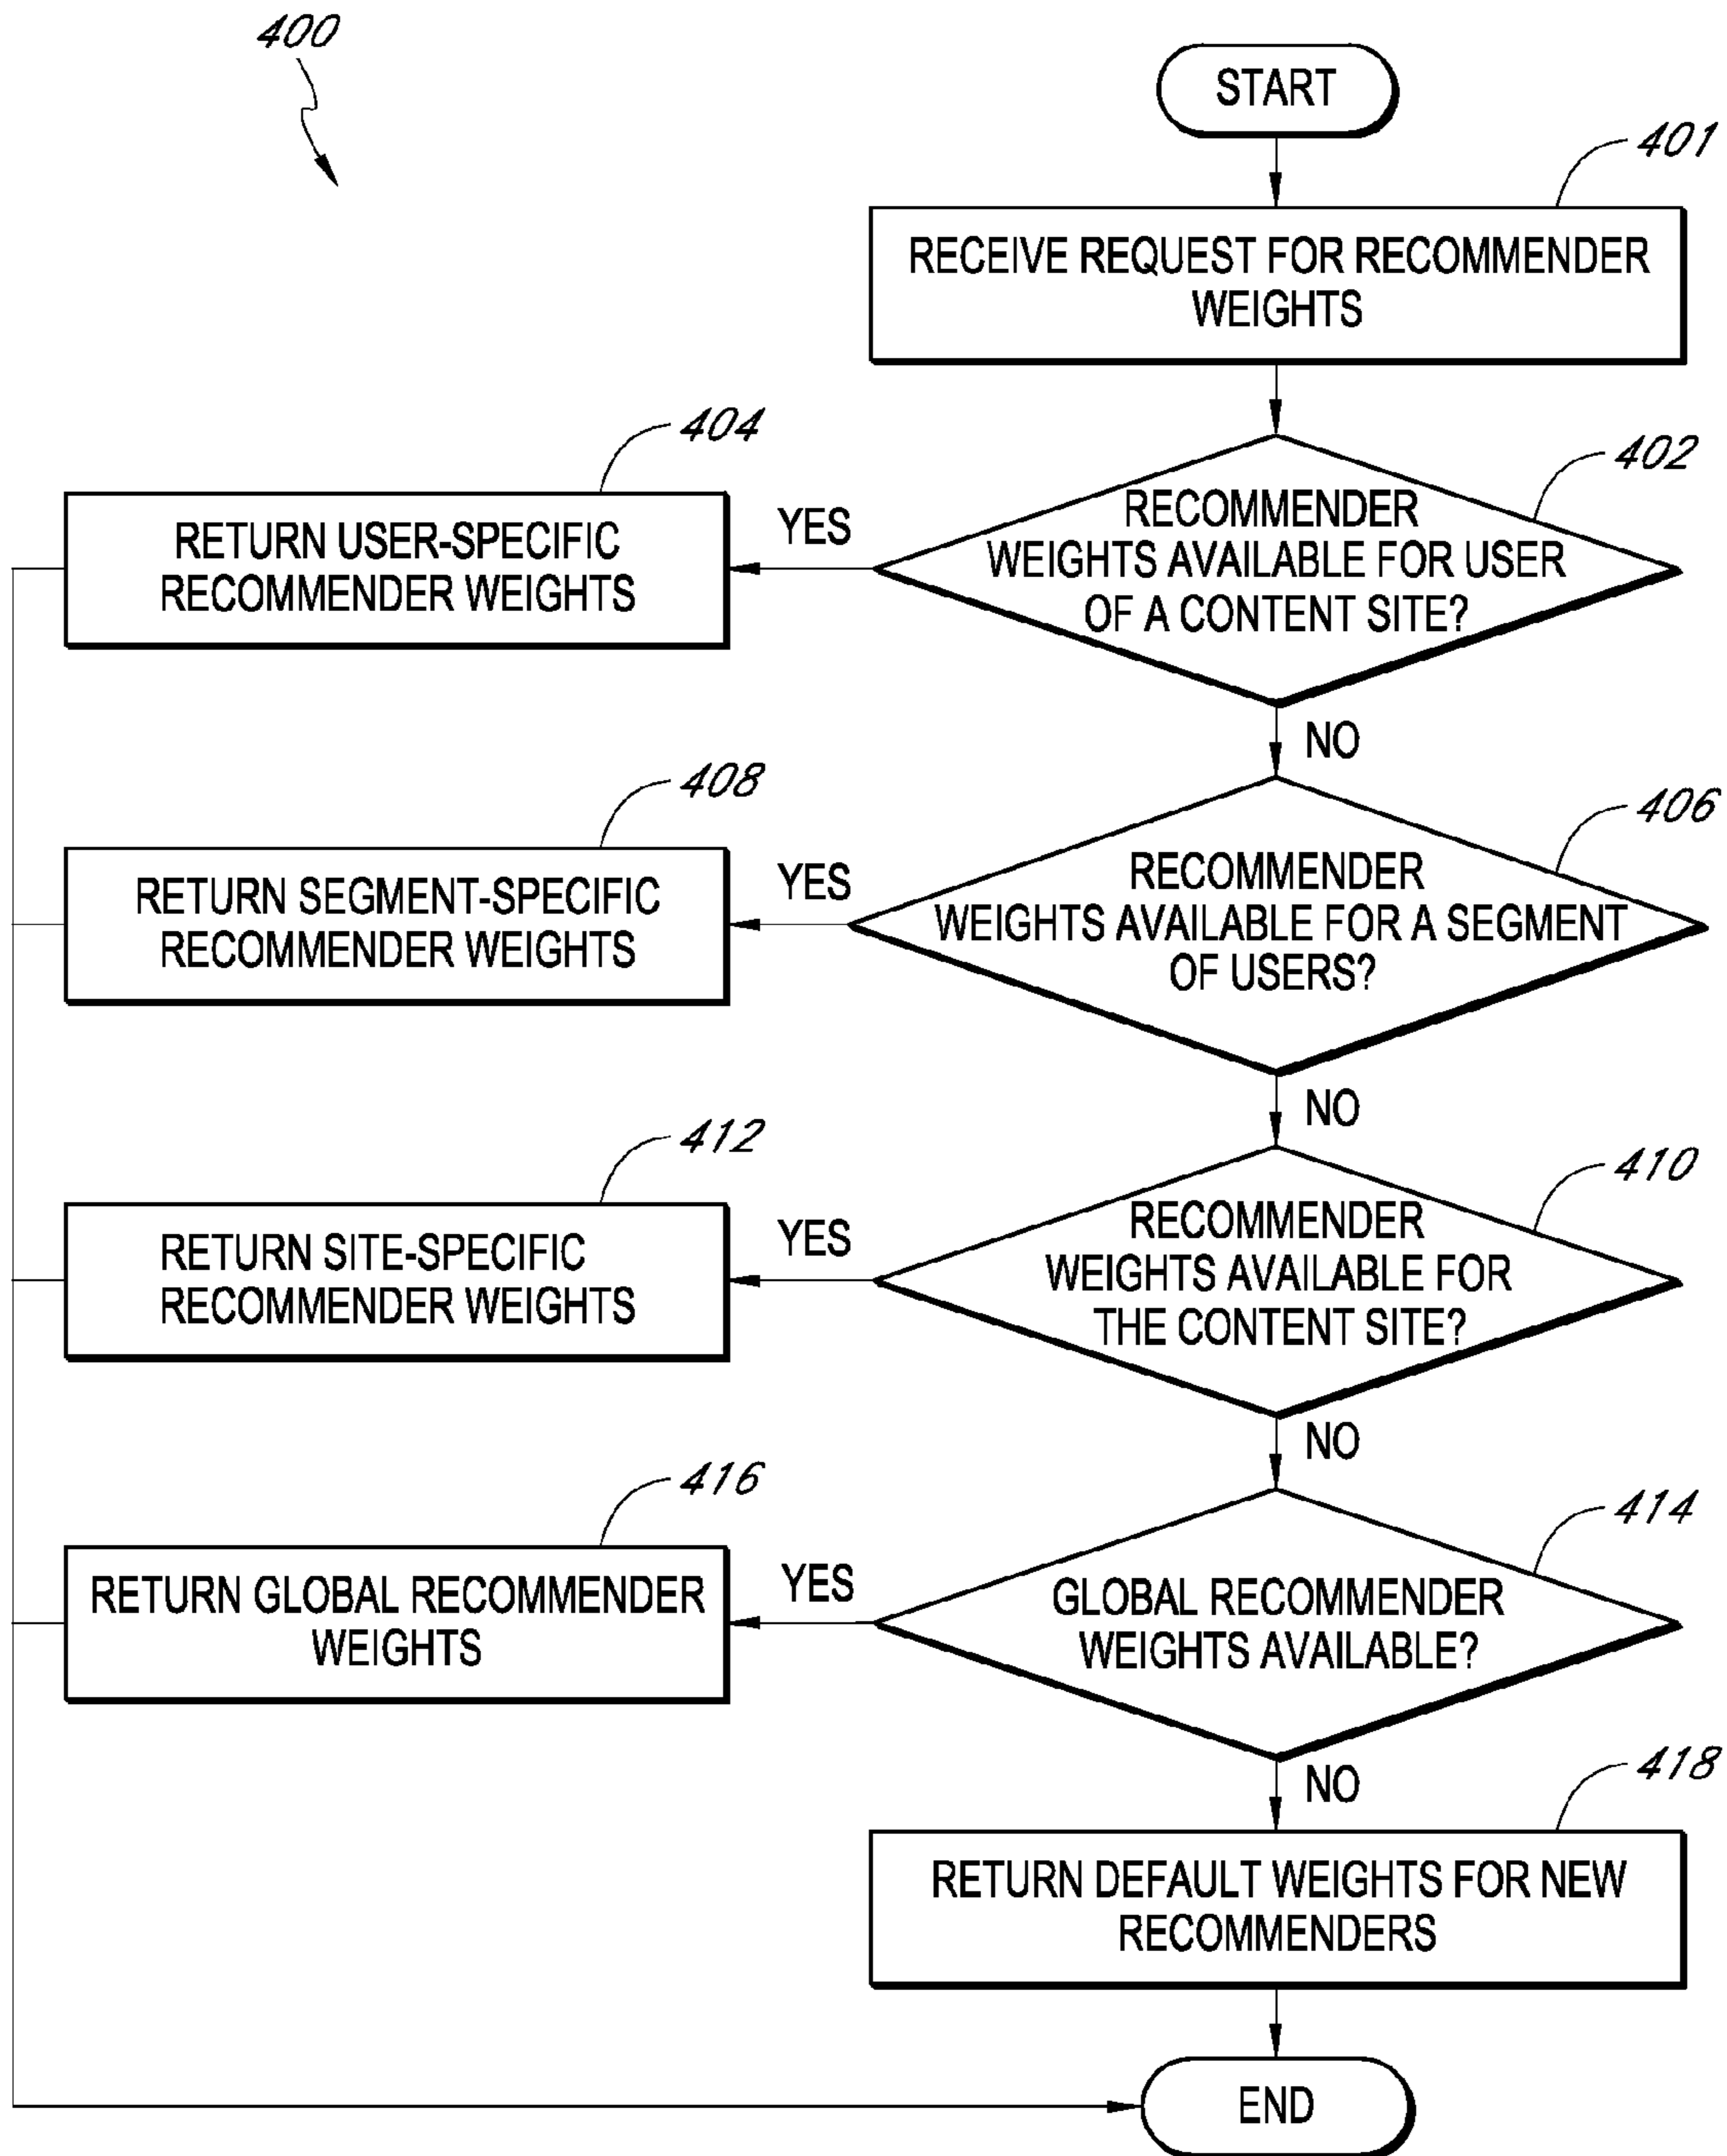 400
START
401
RECEIVE REQUEST FOR RECOMMENDER
WEIGHTS
404
402
RETURN USER-SPECIFIC
RECOMMENDER WEIGHTS
YES
RECOMMENDER
WEIGHTS AVAILABLE FOR USER
OF A CONTENT SITE?
NO
408
406
RETURN SEGMENT-SPECIFIC
RECOMMENDER WEIGHTS
YES
RECOMMENDER
WEIGHTS AVAILABLE FOR A SEGMENT
OF USERS?
NO
412
410
RETURN SITE-SPECIFIC
RECOMMENDER WEIGHTS
YES
RECOMMENDER
WEIGHTS AVAILABLE FOR
THE CONTENT SITE?
NO
416
414
RETURN GLOBAL RECOMMENDER
WEIGHTS
YES
GLOBAL RECOMMENDER
WEIGHTS AVAILABLE?
NO
418
RETURN DEFAULT WEIGHTS FOR NEW
RECOMMENDERS
END